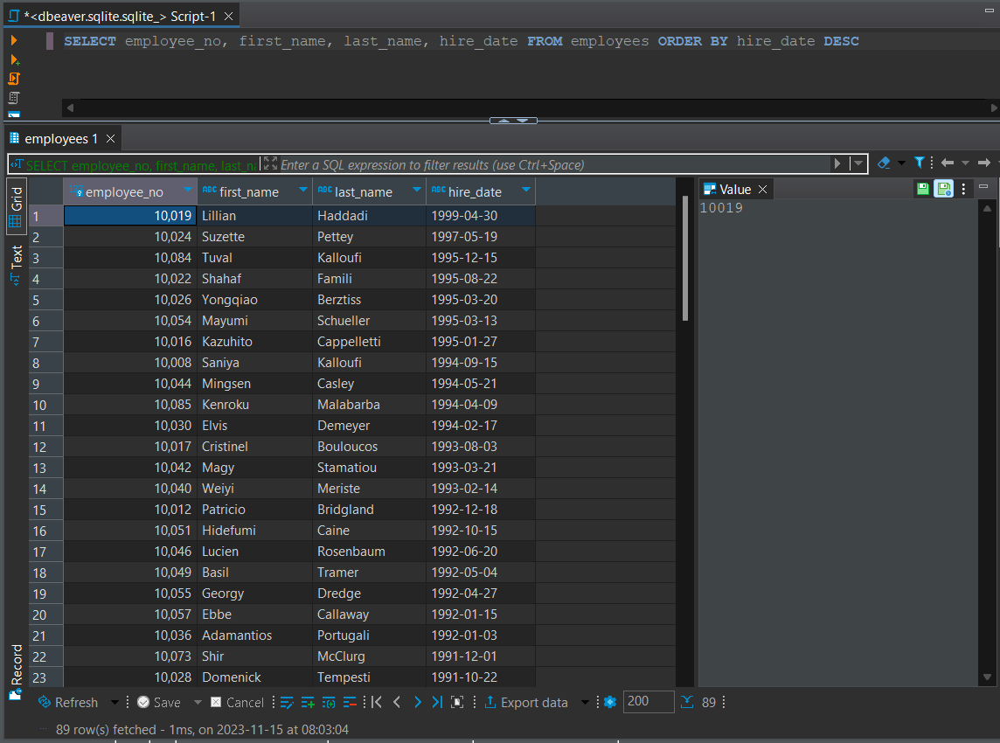 *<dbeaver.sqlite.sqlite_> Script-1
SELECT employee_no, first_name, last_name, hire_date FROM employees ORDER BY hire_date DESC
employees 1
SELECT employee_no, first_name, last_na Enter a SQL expression to filter results (use Ctrl+Space)
Grid
Text
Record
employee_no ABC first_name ABC last_name ABC hire_date
1 10,019 Lillian Haddadi 1999-04-30
2 10,024 Suzette Pettey 1997-05-19
3 10,084 Tuval Kalloufi 1995-12-15
4 10,022 Shahaf Famili 1995-08-22
5 10,026 Yongqiao Berztiss 1995-03-20
6 10,054 Mayumi Schueller 1995-03-13
7 10,016 Kazuhito Cappelletti 1995-01-27
8 10,008 Saniya Kalloufi 1994-09-15
9 10,044 Mingsen Casley 1994-05-21
10 10,085 Kenroku Malabarba 1994-04-09
11 10,030 Elvis Demeyer 1994-02-17
12 10,017 Cristinel Bouloucos 1993-08-03
13 10,042 Magy Stamatiou 1993-03-21
14 10,040 Weiyi Meriste 1993-02-14
15 10,012 Patricio Bridgland 1992-12-18
16 10,051 Hidefumi Caine 1992-10-15
17 10,046 Lucien Rosenbaum 1992-06-20
18 10,049 Basil Tramer 1992-05-04
19 10,055 Georgy Dredge 1992-04-27
20 10,057 Ebbe Callaway 1992-01-15
21 10,036 Adamantios Portugali 1992-01-03
22 10,073 Shir McClurg 1991-12-01
23 10,028 Domenick Tempesti 1991-10-22
Value
10019
Refresh Save Cancel Export data 200 89
89 row(s) fetched - 1ms, on 2023-11-15 at 08:03:04